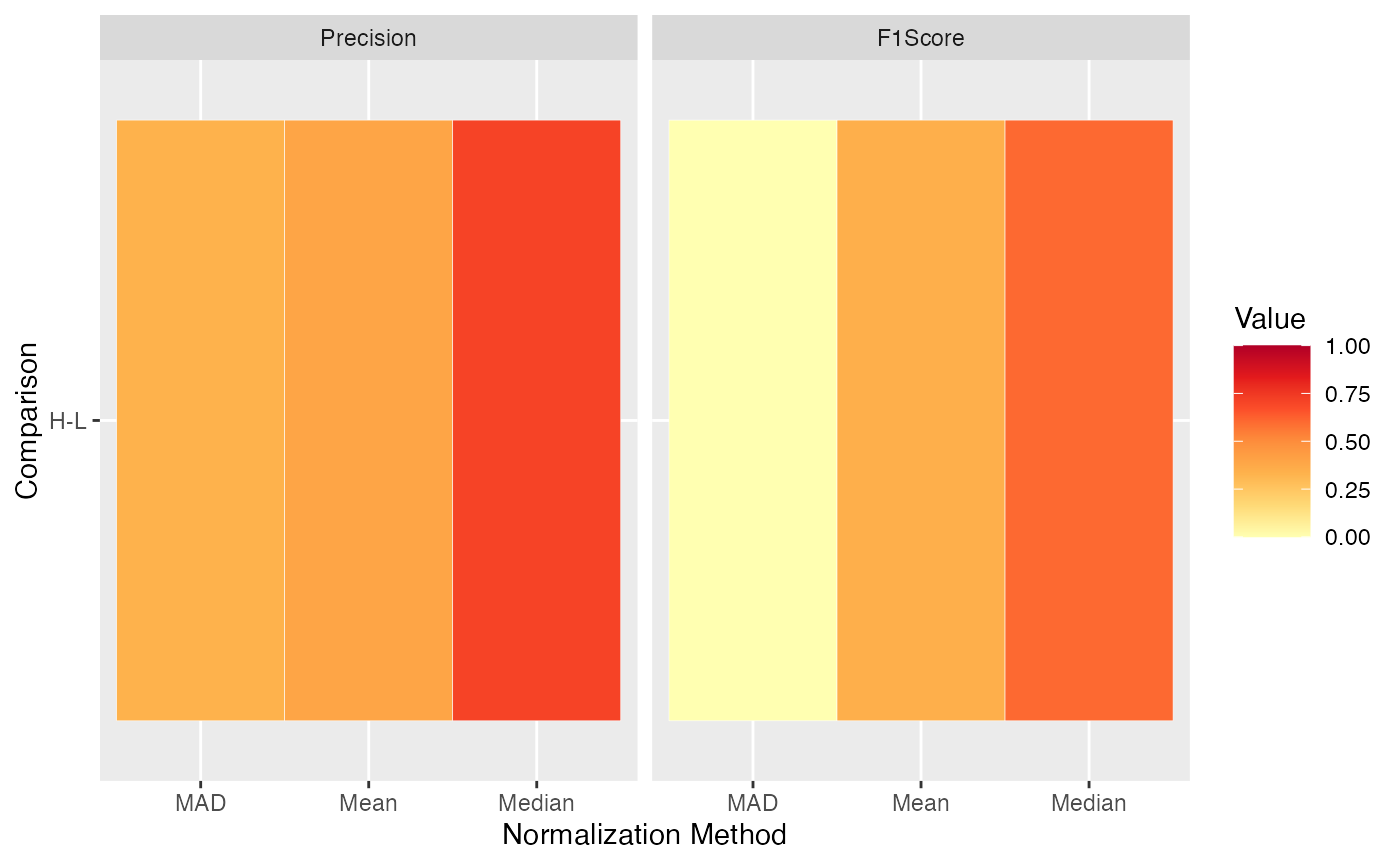 Precision
F1Score
Comparison
H-L
MAD
Mean
Median
MAD
Mean
Median
Normalization Method
Value
1.00
0.75
0.50
0.25
0.00